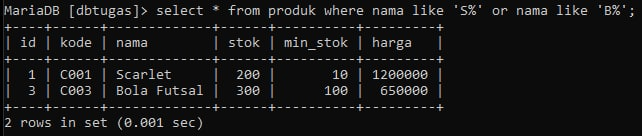 MariaDB [dbtugas]> select * from produk where nama like 'S%' or nama like 'B%';
+----+------+-------------+------+----------+---------+
| id | kode | nama        | stok | min_stok | harga   |
+----+------+-------------+------+----------+---------+
|  1 | C001 | Scarlet     |  200 |       10 | 1200000 |
|  3 | C003 | Bola Futsal |  300 |      100 |  650000 |
+----+------+-------------+------+----------+---------+
2 rows in set (0.001 sec)